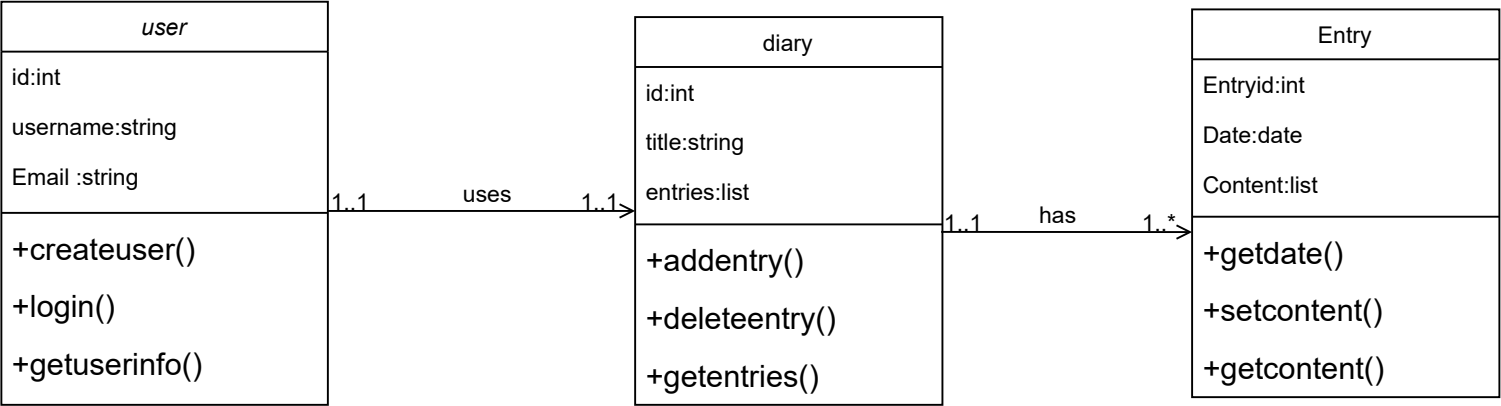 user
id:int
username:string
Email :string
+createuser()
+login()
+getuserinfo()
1..1
uses
1..1
diary
id:int
title:string
entries:list
+addentry()
+deleteentry()
+getentries()
1..1
has
1..*
Entry
Entryid:int
Date:date
Content:list
+getdate()
+setcontent()
+getcontent()